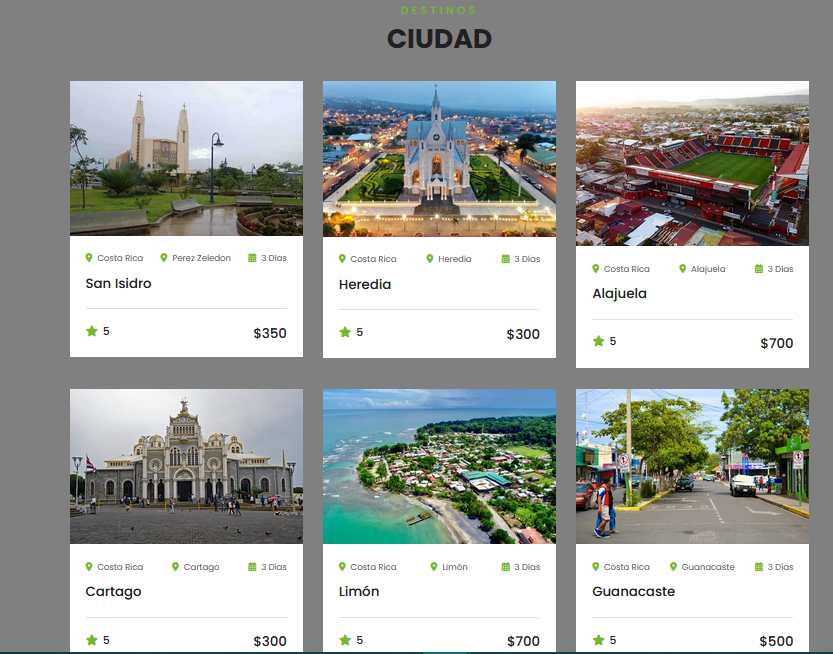 DESTINOS
CIUDAD
Costa Rica Perez Zeledon 3 Dias
San Isidro
5 $350
Costa Rica Heredia 3 Dias
Heredia
5 $300
Costa Rica Alajuela 3 Dias
Alajuela
5 $700
Costa Rica Cartago 3 Dias
Cartago
5 $300
Costa Rica Limón 3 Dias
Limón
5 $700
Costa Rica Guanacaste 3 Dias
Guanacaste
5 $500